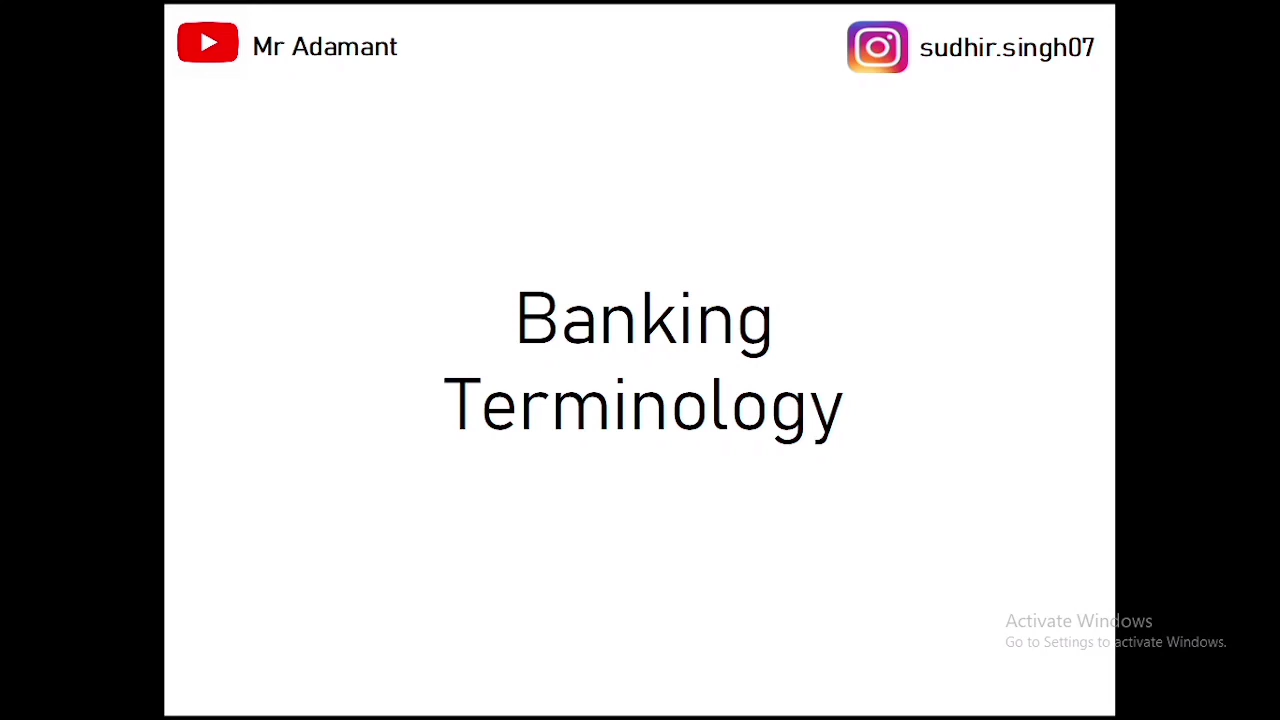 Mr Adamant
sudhir.singh07
Banking
Terminology
Activate Windows
Go to Settings to activate Windows.